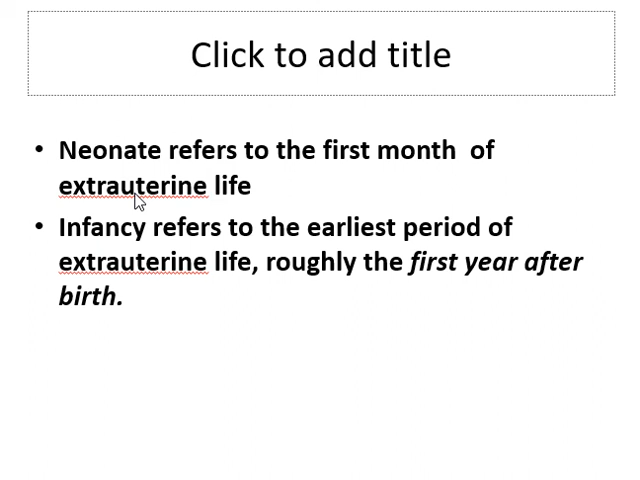 Click to add title
• Neonate refers to the first month  of
extrauterine life
• Infancy refers to the earliest period of
extrauterine life, roughly the first year after
birth.